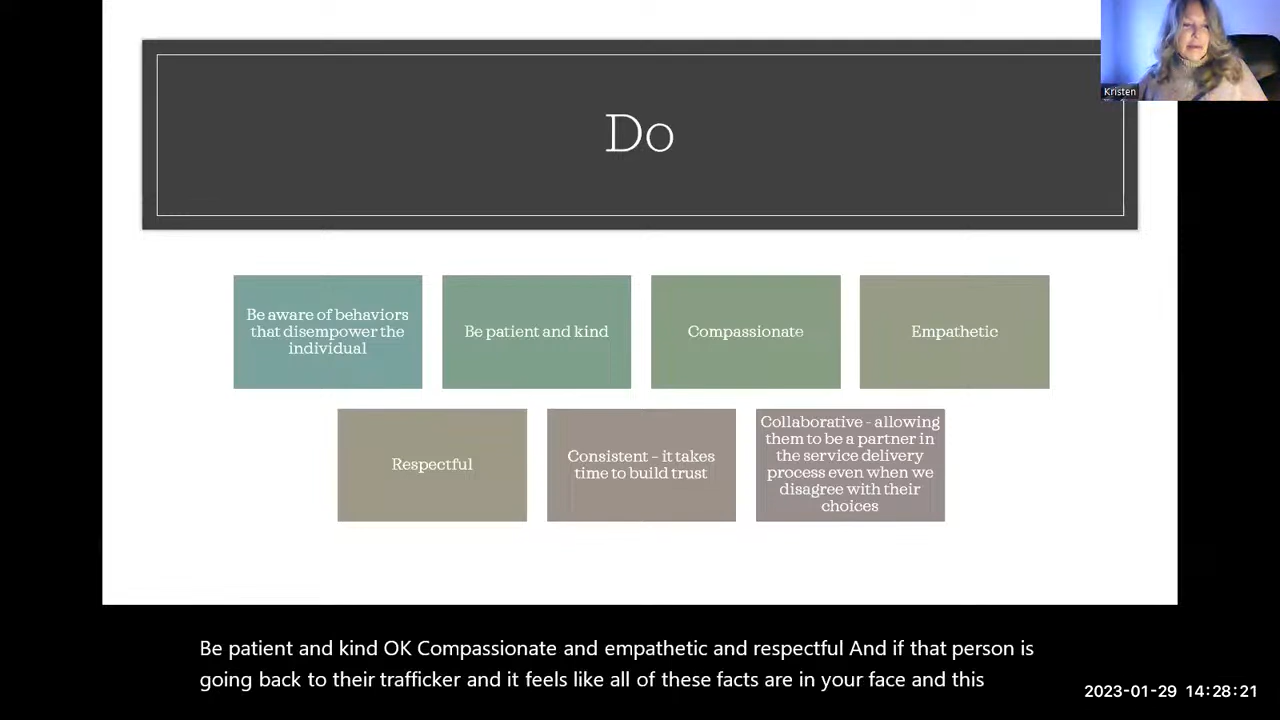 Kristen
Do
Be aware of behaviors
that disempower the
individual
Be patient and kind
Compassionate
Empathetic
Respectful
Consistent - it takes
time to build trust
Collaborative - allowing
them to be a partner in
the service delivery
process even when we
disagree with their
choices
Be patient and kind OK Compassionate and empathetic and respectful And if that person is
going back to their trafficker and it feels like all of these facts are in your face and this
2023-01-29 14:28:21